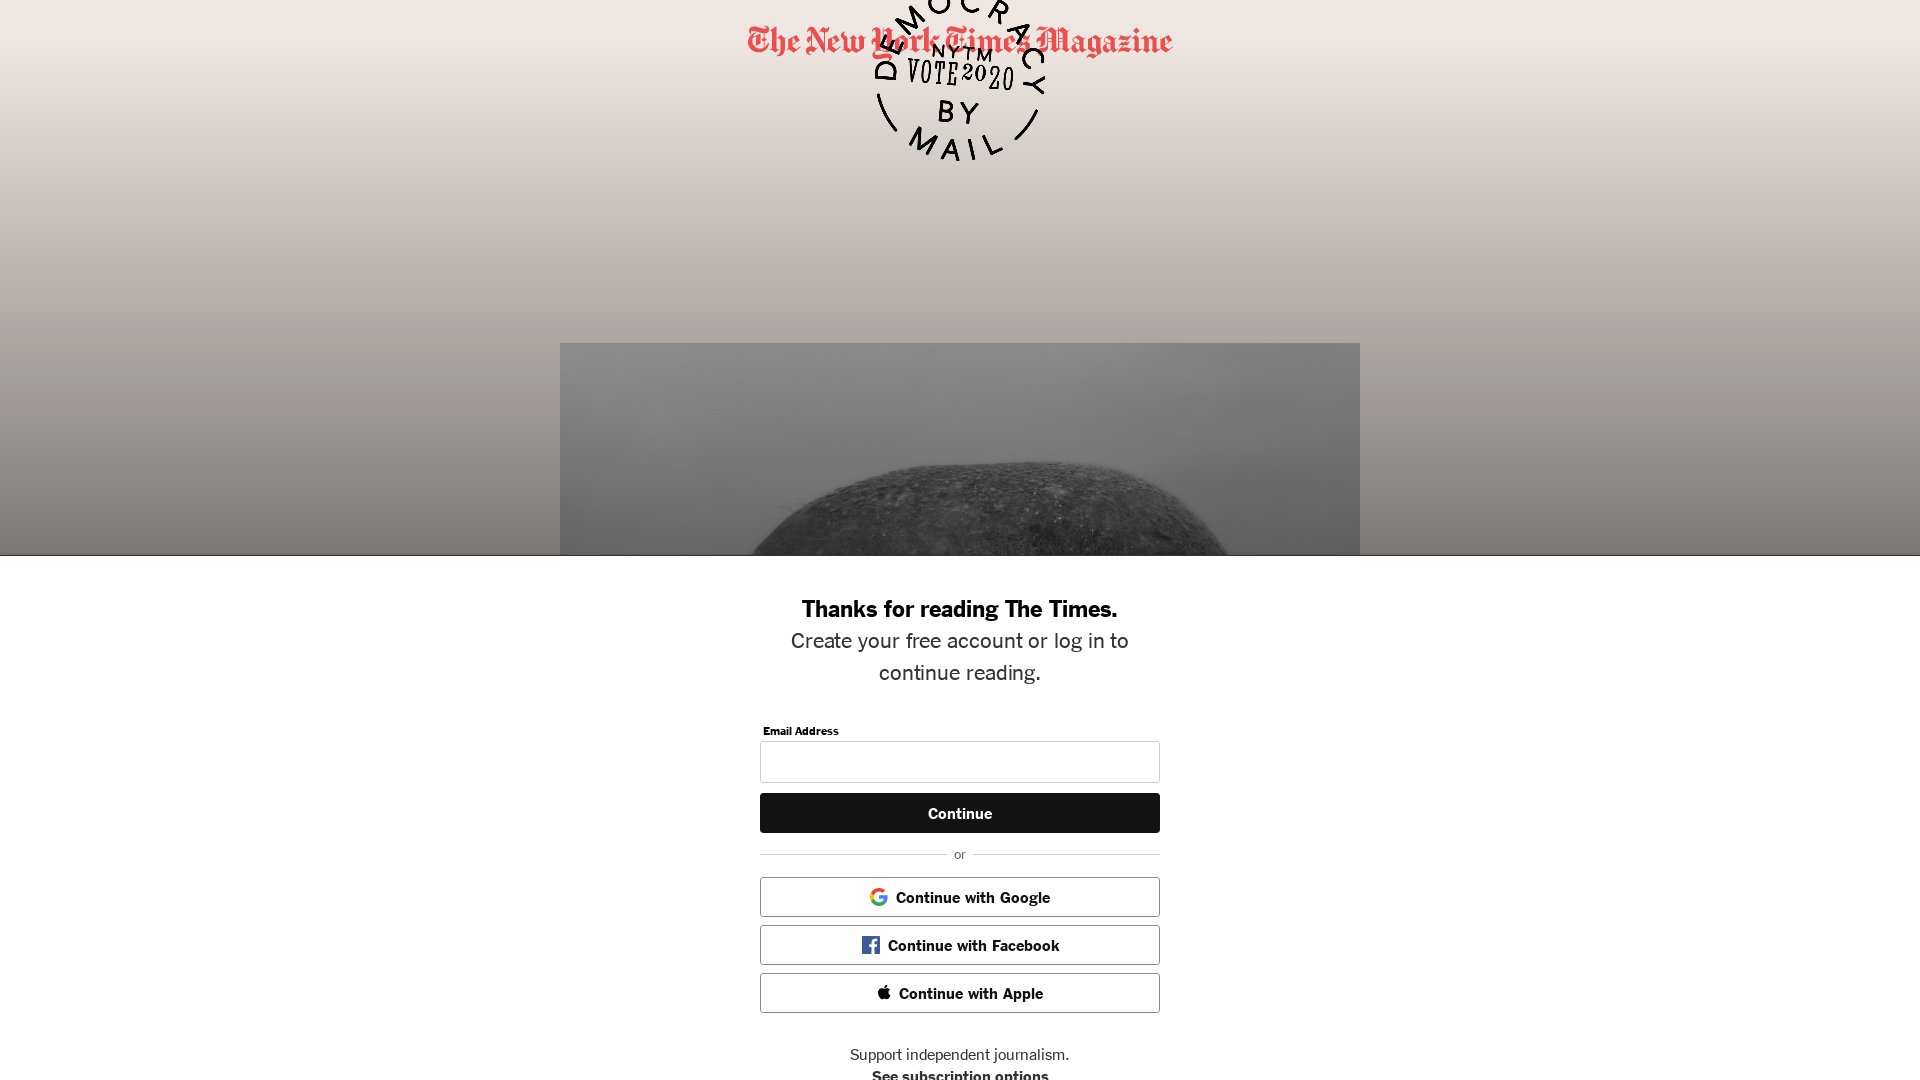 The New York Times Magazine
DEMOCRACY
NYTM
VOTE 2020
BY
MAIL
Thanks for reading The Times.
Create your free account or log in to
continue reading.
Email Address
Continue
or
Continue with Google
Continue with Facebook
Continue with Apple
Support independent journalism.
See subscription options